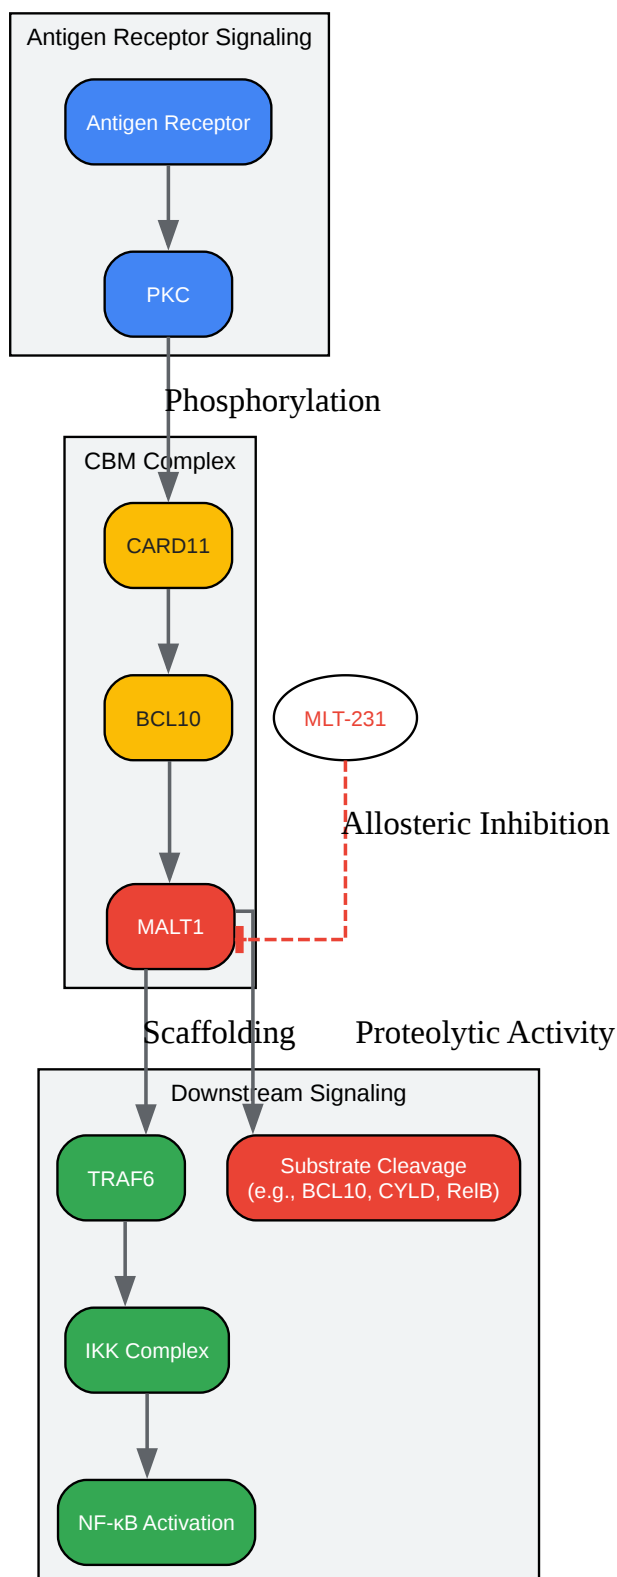 Antigen Receptor Signaling
Antigen Receptor
PKC
Phosphorylation
CBM Complex
CARD11
BCL10
MLT-231
Allosteric Inhibition
MALT1
Scaffolding
Proteolytic Activity
Downstream Signaling
TRAF6
Substrate Cleavage
(e.g., BCL10, CYLD, RelB)
IKK Complex
NF-κB Activation